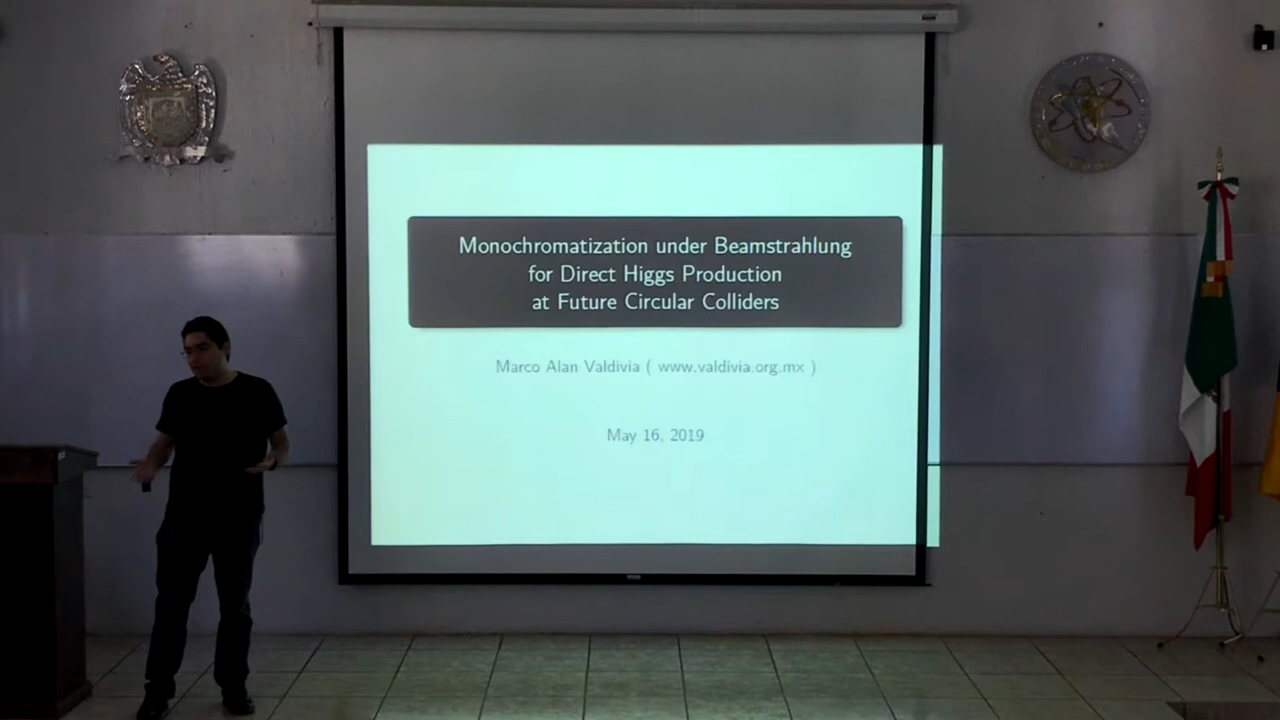 Monochromatization under Beamstrahlung
for Direct Higgs Production
at Future Circular Colliders
Marco Alan Valdivia ( www.valdivia.org.mx )
May 16, 2019